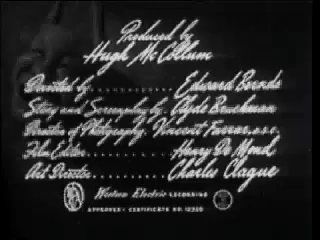 Produced by
Hugh McCollum
Directed by............ Edward Bernds
Story and Screenplay by. Clyde Bruckman
Director of Photography. Vincent Farrar, A.S.C.
Film Editor............ Henry De Mond
Art Director............ Charles Clague
Western Electric RECORDING
APPROVED · CERTIFICATE NO. 12320